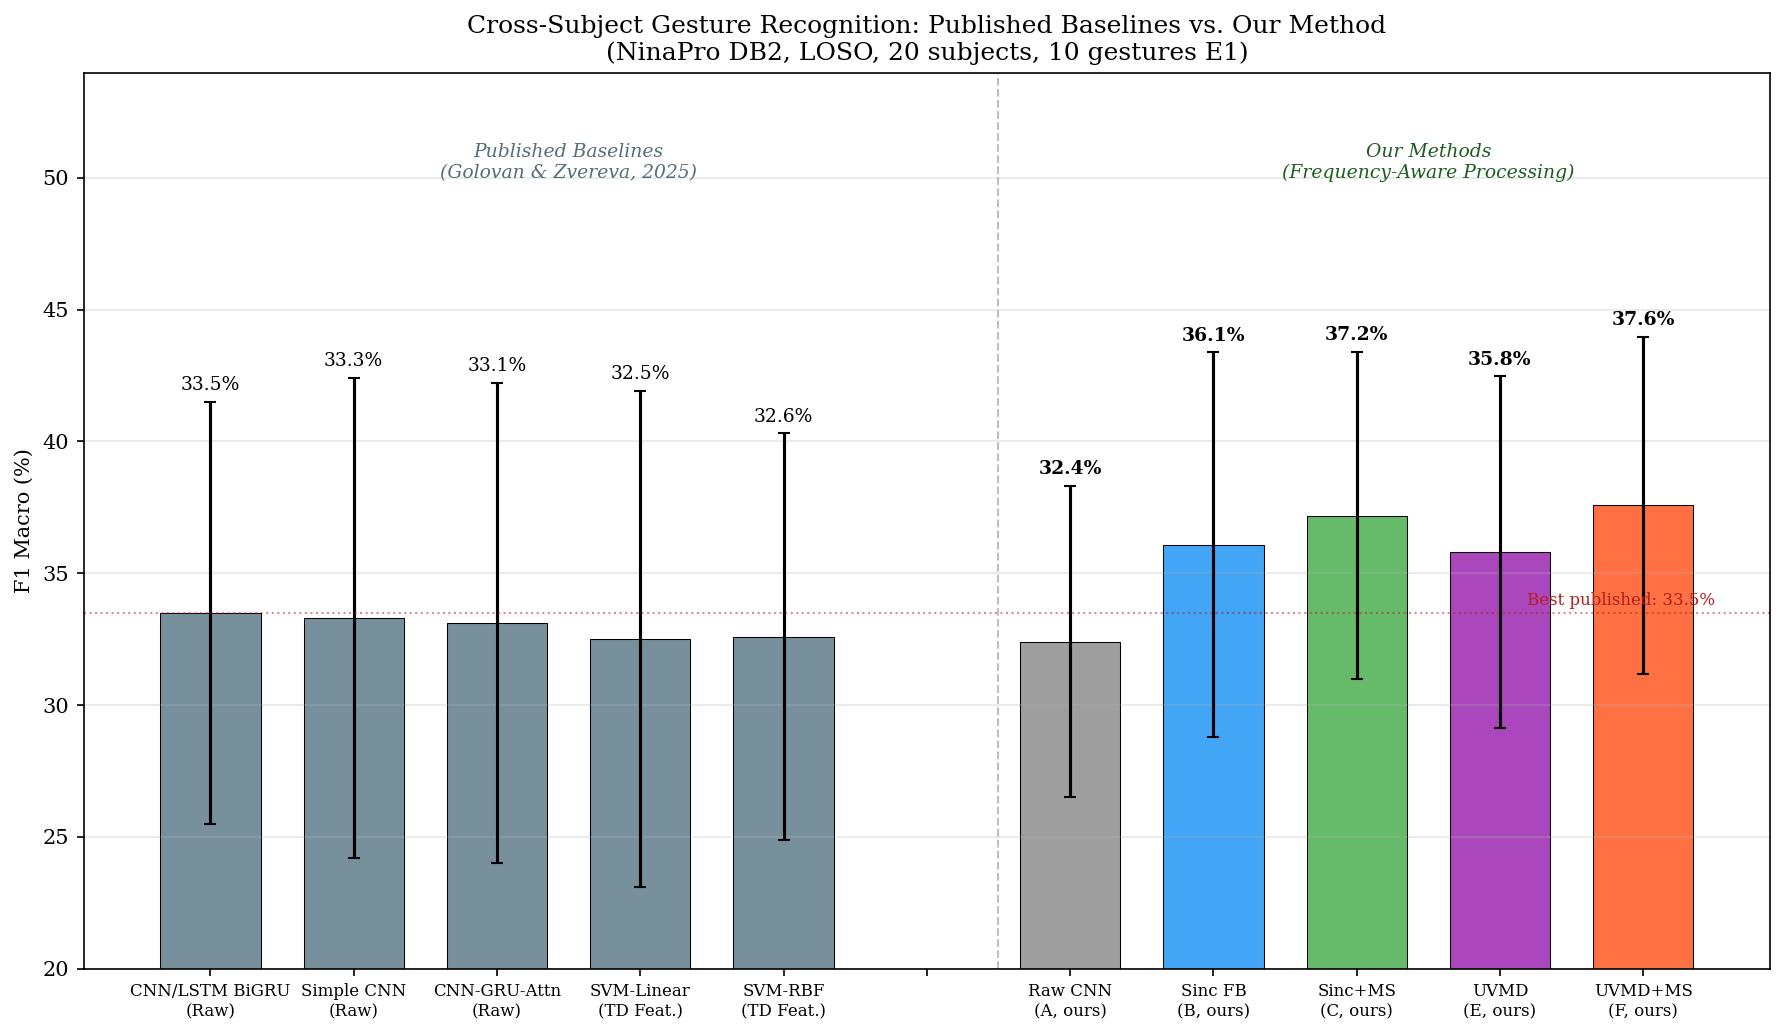 Cross-Subject Gesture Recognition: Published Baselines vs. Our Method
(NinaPro DB2, LOSO, 20 subjects, 10 gestures E1)
Published Baselines
(Golovan & Zvereva, 2025)
Our Methods
(Frequency-Aware Processing)
F1 Macro (%)
50
45
40
35
30
25
20
33.5%
33.3%
33.1%
32.5%
32.6%
32.4%
36.1%
37.2%
35.8%
37.6%
Best published: 33.5%
CNN/LSTM BiGRU
(Raw)
Simple CNN
(Raw)
CNN-GRU-Attn
(Raw)
SVM-Linear
(TD Feat.)
SVM-RBF
(TD Feat.)
Raw CNN
(A, ours)
Sinc FB
(B, ours)
Sinc+MS
(C, ours)
UVMD
(E, ours)
UVMD+MS
(F, ours)